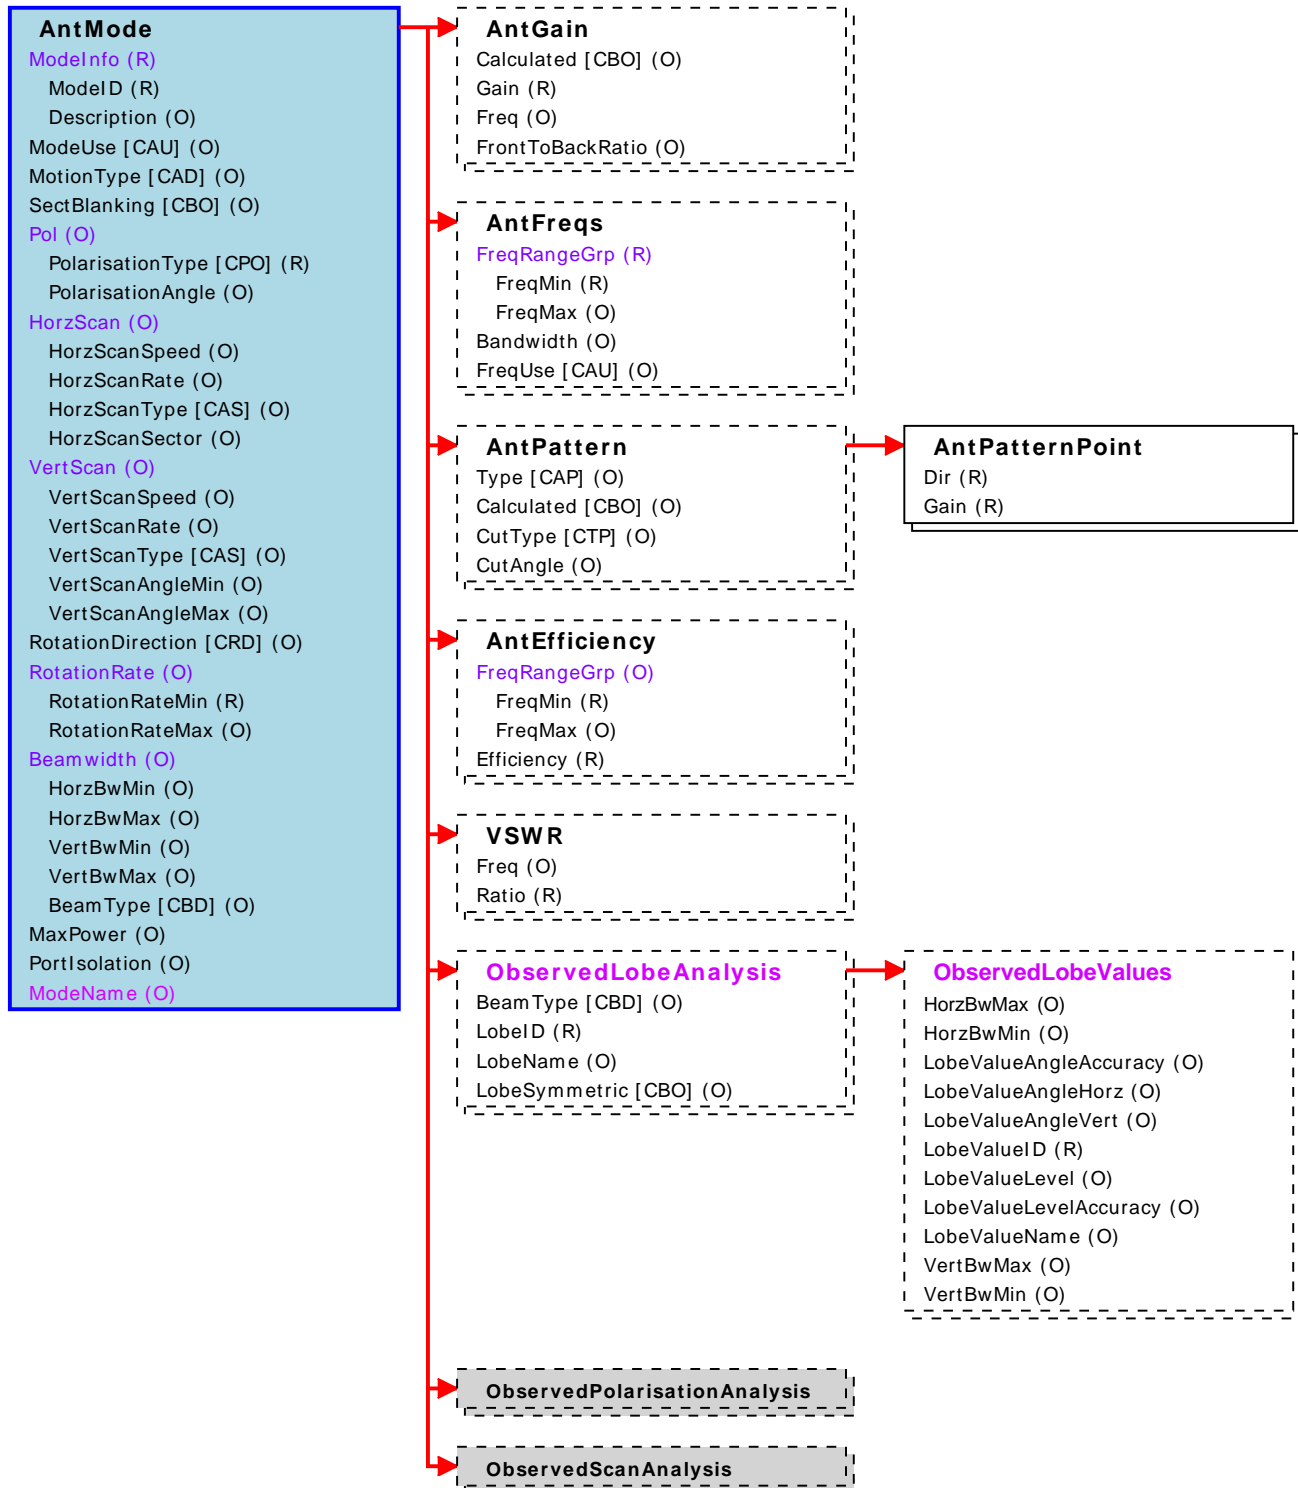 AntMode
ModeInfo (R)
ModeID (R)
Description (O)
ModeUse [CAU] (O)
MotionType [CAD] (O)
SectBlanking [CBO] (O)
Pol (O)
PolarisationType [CPO] (R)
PolarisationAngle (O)
HorzScan (O)
HorzScanSpeed (O)
HorzScanRate (O)
HorzScanType [CAS] (O)
HorzScanSector (O)
VertScan (O)
VertScanSpeed (O)
VertScanRate (O)
VertScanType [CAS] (O)
VertScanAngleMin (O)
VertScanAngleMax (O)
RotationDirection [CRD] (O)
RotationRate (O)
RotationRateMin (R)
RotationRateMax (O)
Beamwidth (O)
HorzBwMin (O)
HorzBwMax (O)
VertBwMin (O)
VertBwMax (O)
BeamType [CBD] (O)
MaxPower (O)
PortIsolation (O)
ModeName (O)
AntGain
Calculated [CBO] (O)
Gain (R)
Freq (O)
FrontToBackRatio (O)
AntFreqs
FreqRangeGrp (R)
FreqMin (R)
FreqMax (O)
Bandwidth (O)
FreqUse [CAU] (O)
AntPattern
Type [CAP] (O)
Calculated [CBO] (O)
CutType [CTP] (O)
CutAngle (O)
AntPatternPoint
Dir (R)
Gain (R)
AntEfficiency
FreqRangeGrp (O)
FreqMin (R)
FreqMax (O)
Efficiency (R)
VSWR
Freq (O)
Ratio (R)
ObservedLobeAnalysis
BeamType [CBD] (O)
LobeID (R)
LobeName (O)
LobeSymmetric [CBO] (O)
ObservedLobeValues
HorzBwMax (O)
HorzBwMin (O)
LobeValueAngleAccuracy (O)
LobeValueAngleHorz (O)
LobeValueAngleVert (O)
LobeValueID (R)
LobeValueLevel (O)
LobeValueLevelAccuracy (O)
LobeValueName (O)
VertBwMax (O)
VertBwMin (O)
ObservedPolarisationAnalysis
ObservedScanAnalysis